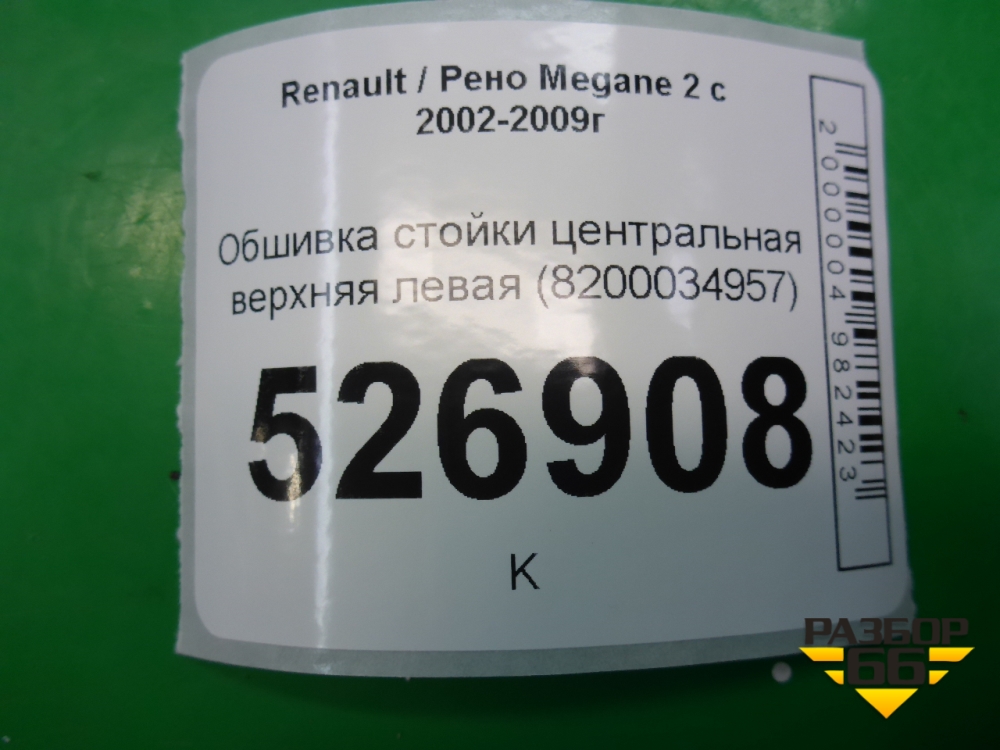 Renault / Рено Megane 2 с
2002-2009г
Обшивка стойки центральная
верхняя левая (8200034957)
526908
К
2000004982423
РАЗБОР
66